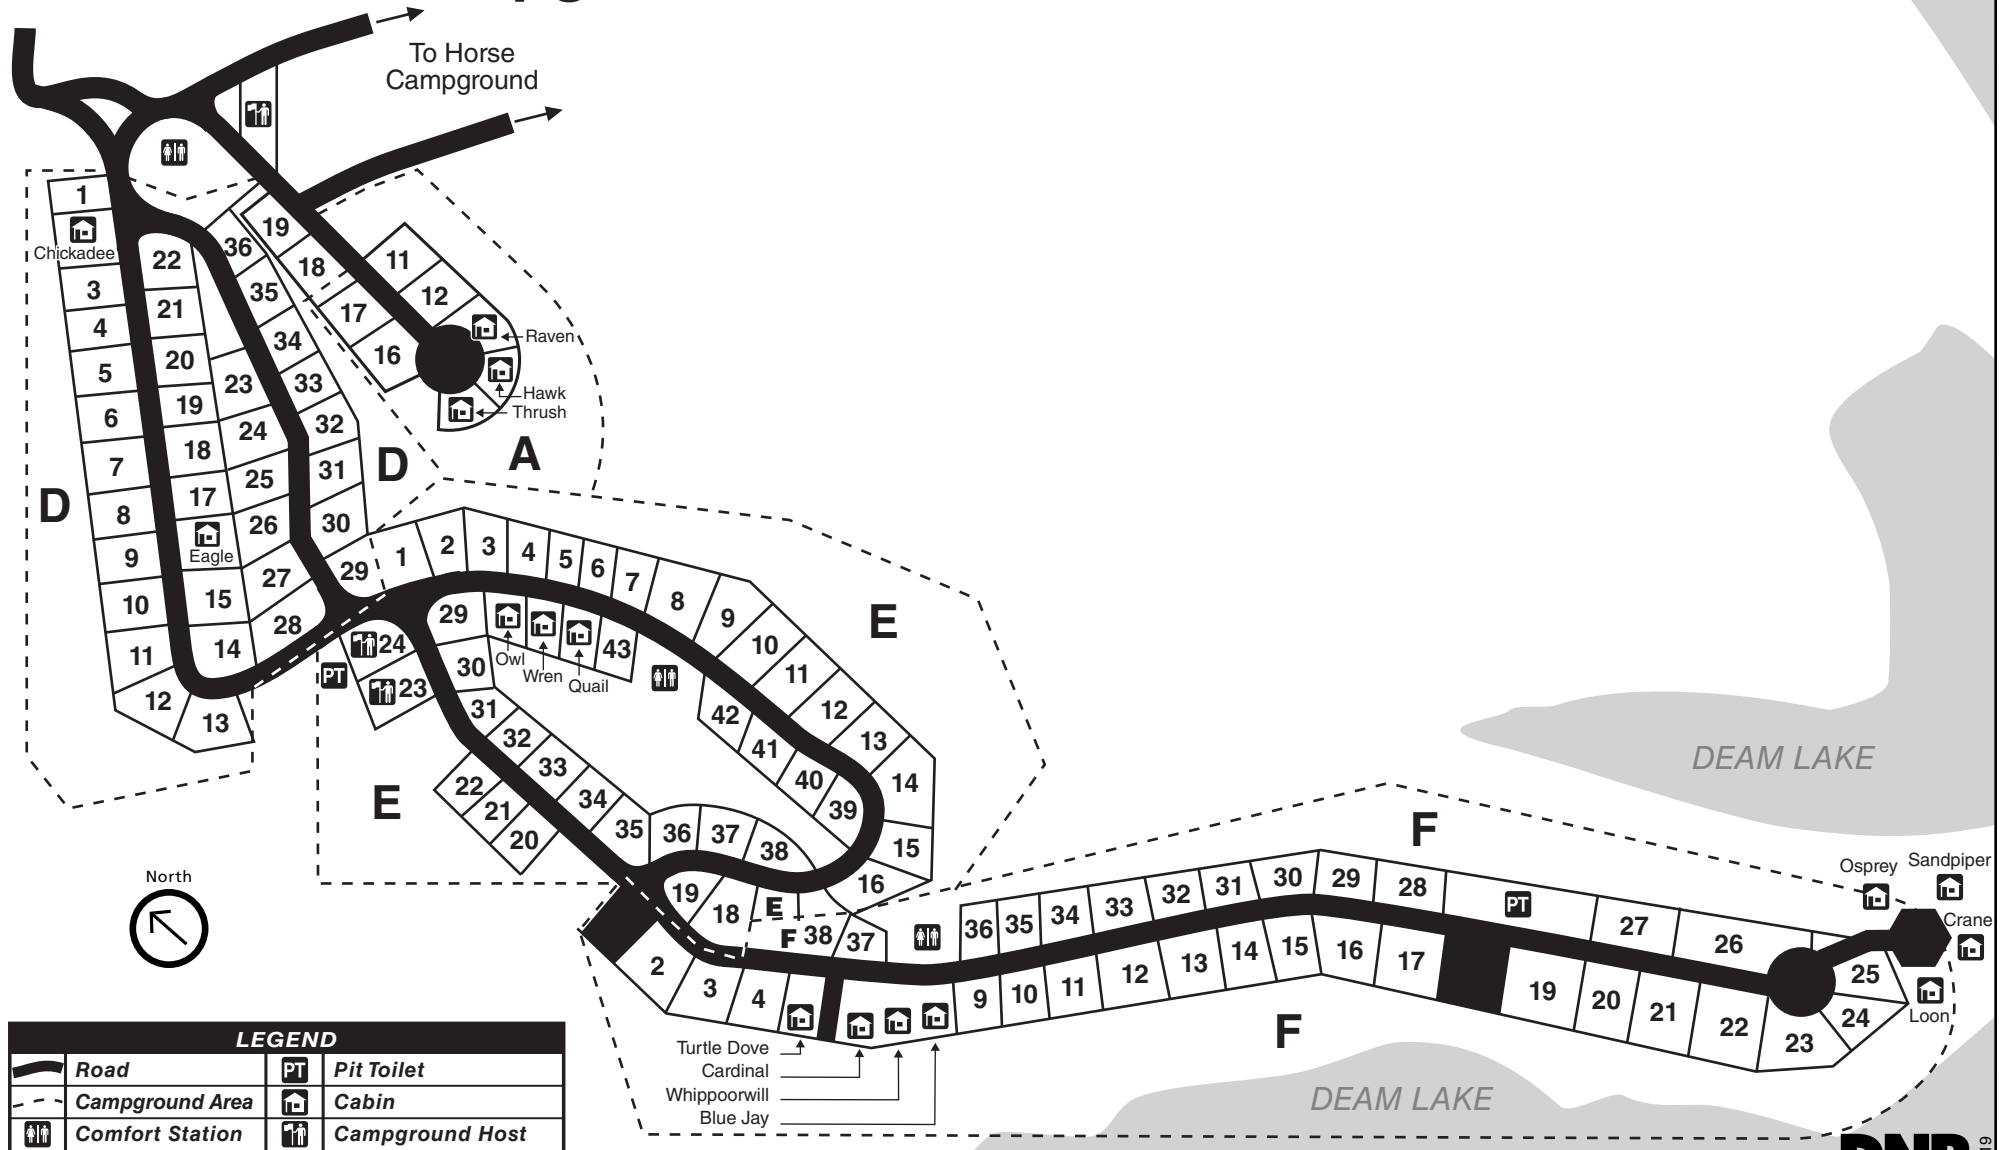 To Horse
Campground
1
Chickadee
3
4
5
6
7
8
9
10
11
12
13
22
21
20
19
18
17
Eagle
15
14
36
35
34
33
32
31
30
29
23
24
25
26
27
28
D
D
19
18
17
16
11
12
Raven
Hawk
Thrush
A
1
2
3
4
5
6
7
8
9
10
11
12
13
14
15
16
E
29
Owl
Wren
Quail
43
42
41
40
39
PT
24
23
30
31
32
33
34
35
36
37
38
22
21
20
E
19
18
E
F
38
37
North
2
3
4
Turtle Dove
Cardinal
Whippoorwill
Blue Jay
36
35
34
33
32
31
30
29
28
PT
27
26
25
9
10
11
12
13
14
15
16
17
19
20
21
22
23
24
F
F
Osprey
Sandpiper
Crane
Loon
DEAM LAKE
DEAM LAKE
LEGEND
Road
PT
Pit Toilet
Campground Area
Cabin
Comfort Station
Campground Host
DNR
19